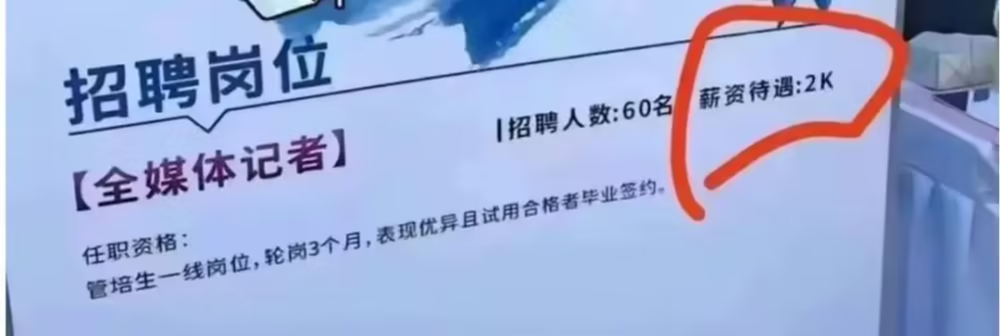 招聘岗位
【全媒体记者】
招聘人数:60名 薪资待遇:2K
任职资格：
管培生一线岗位,轮岗3个月,表现优异且试用合格者毕业签约。